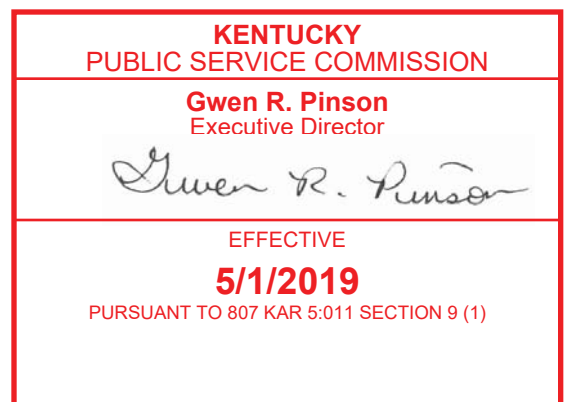 KENTUCKY
PUBLIC SERVICE COMMISSION
Gwen R. Pinson
Executive Director
Gwen R. Pinson
EFFECTIVE
5/1/2019
PURSUANT TO 807 KAR 5:011 SECTION 9 (1)